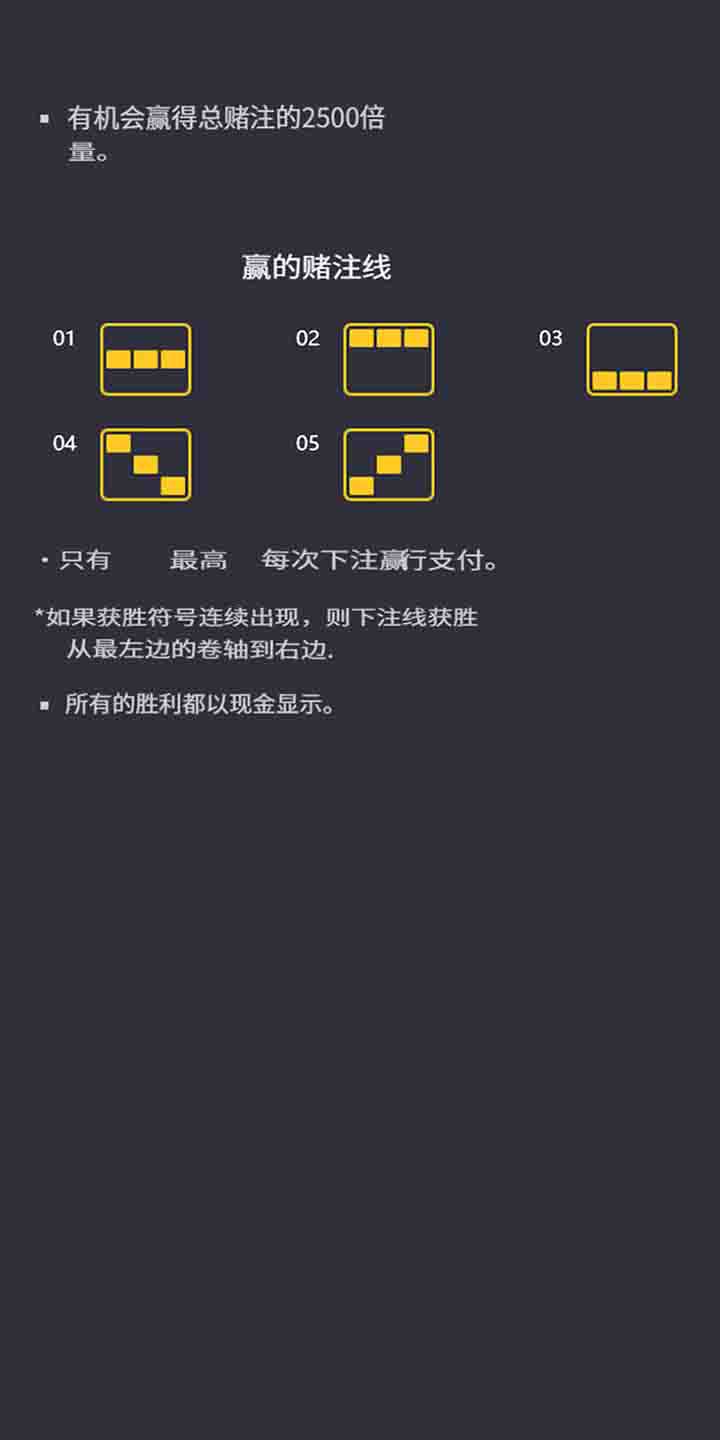 ▪ 有机会赢得总赌注的2500倍
量。
赢的赌注线
01 02 03
04 05
·只有 最高 每次下注赢行支付。
*如果获胜符号连续出现，则下注线获胜
从最左边的卷轴到右边.
▪ 所有的胜利都以现金显示。